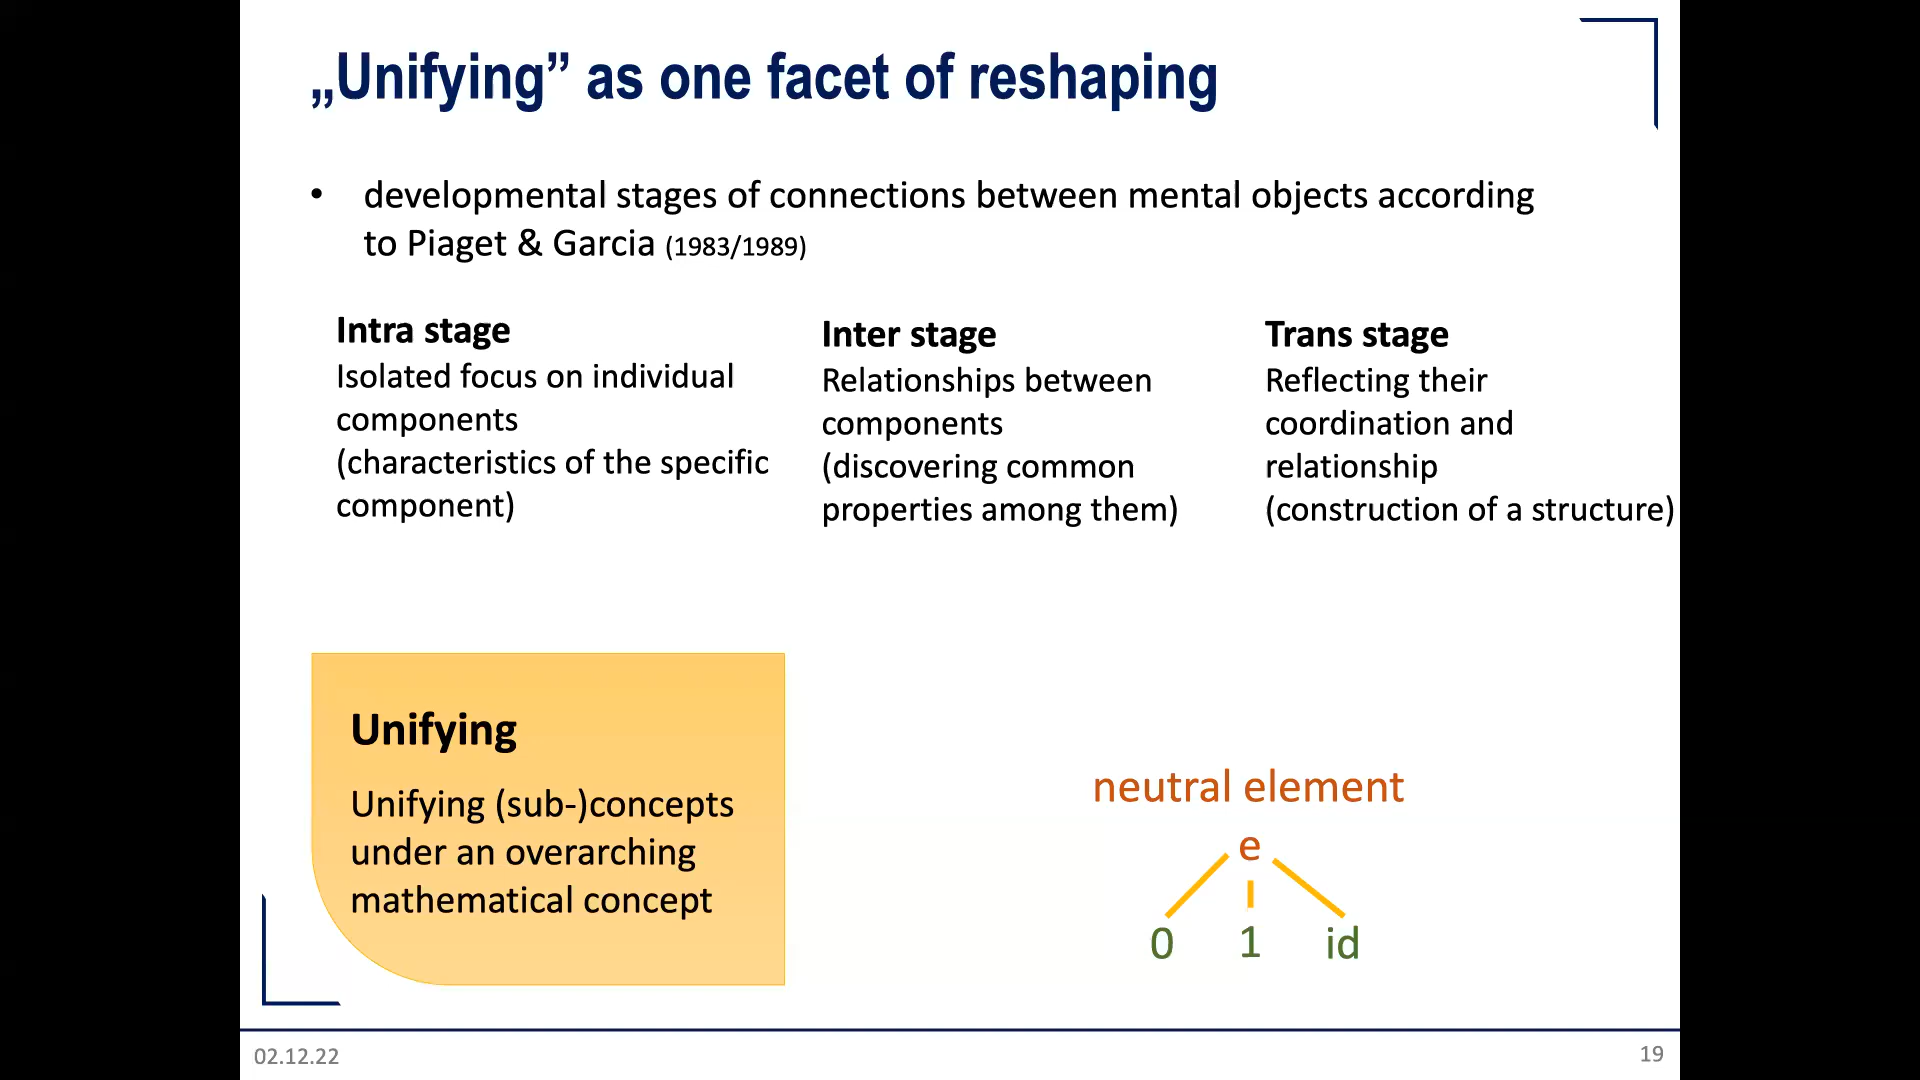 „Unifying” as one facet of reshaping
• developmental stages of connections between mental objects according
to Piaget & Garcia (1983/1989)
Intra stage
Isolated focus on individual
components
(characteristics of the specific
component)
Inter stage
Relationships between
components
(discovering common
properties among them)
Trans stage
Reflecting their
coordination and
relationship
(construction of a structure)
Unifying
Unifying (sub-)concepts
under an overarching
mathematical concept
neutral element
e
0 1 id
02.12.22
19